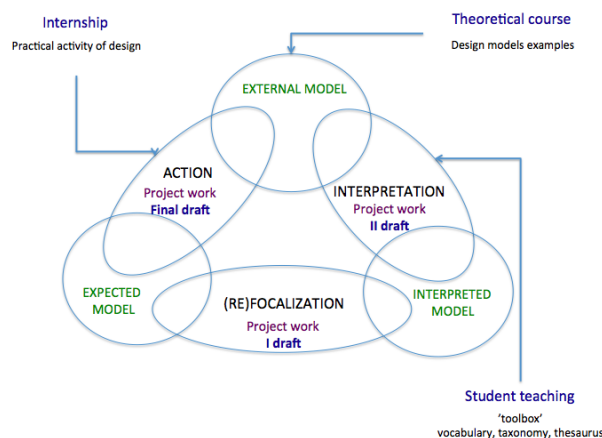 Internship
Practical activity of design
Theoretical course
Design models examples
EXTERNAL MODEL
ACTION
Project work
Final draft
INTERPRETATION
Project work
II draft
EXPECTED
MODEL
(RE)FOCALIZATION
Project work
I draft
INTERPRETED
MODEL
Student teaching
‘toolbox’
vocabulary, taxonomy, thesaurus